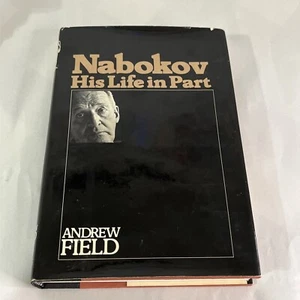 Nabokov
His Life in Part
ANDREW
FIELD